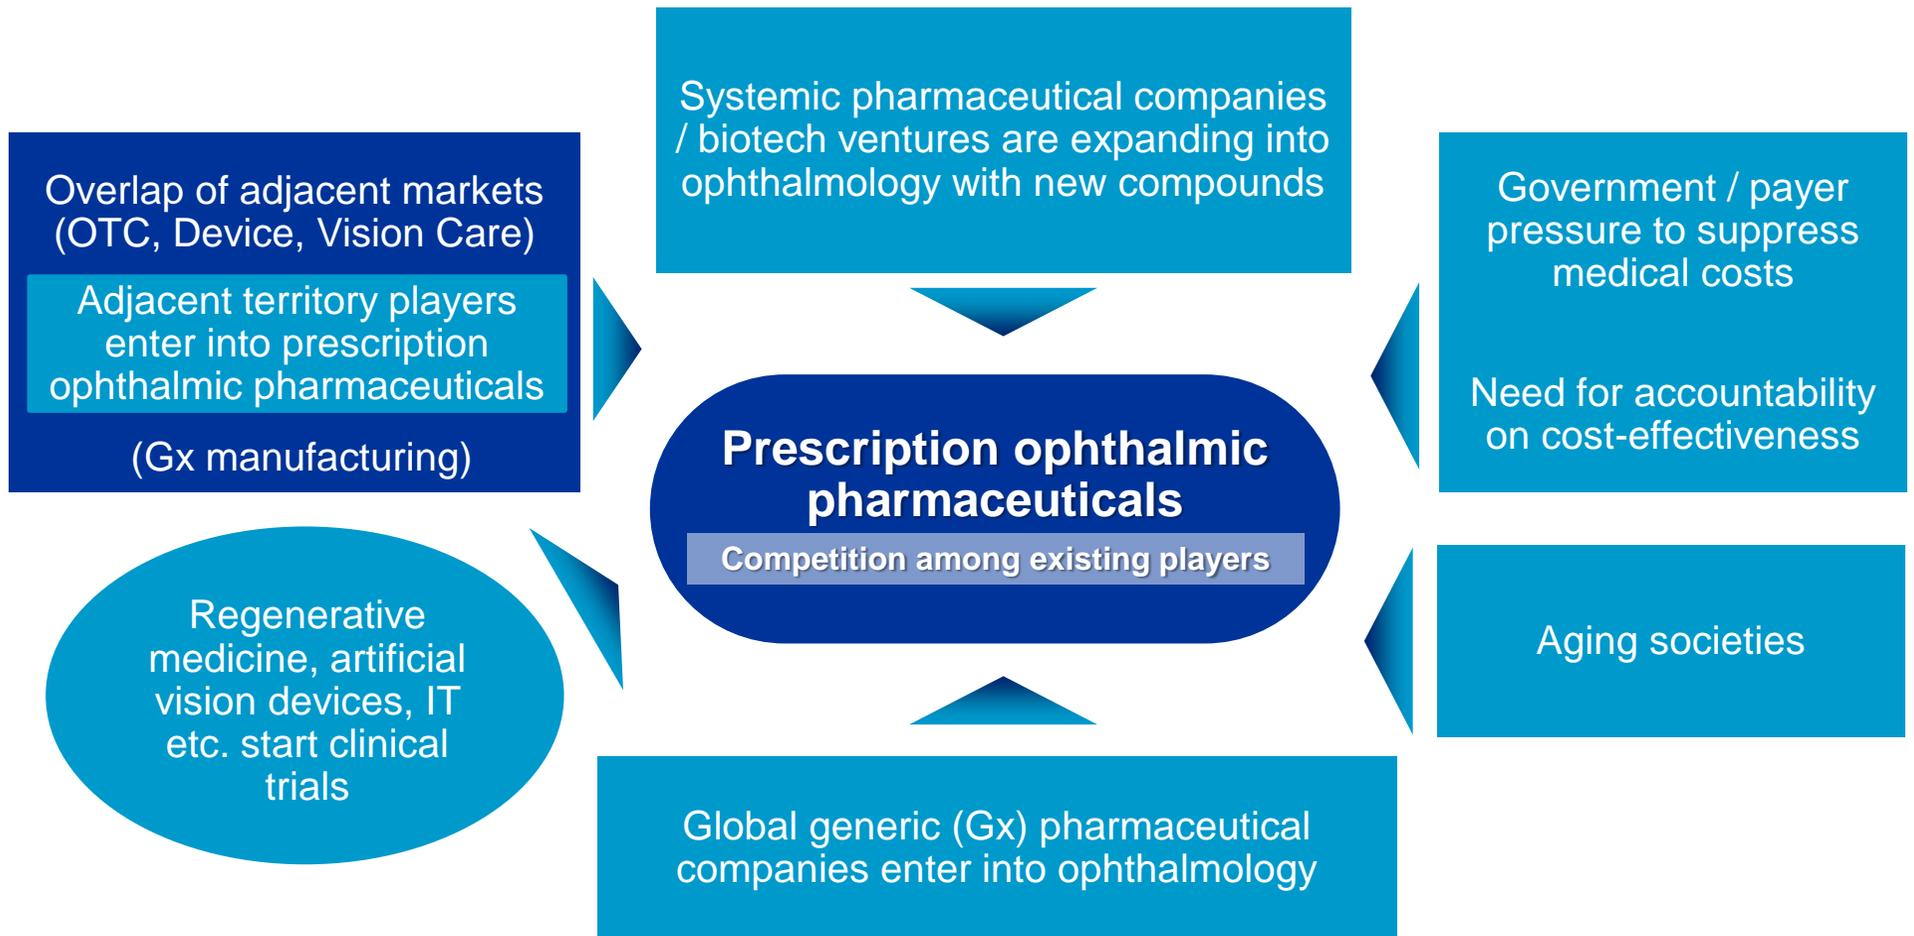 Systemic pharmaceutical companies
/ biotech ventures are expanding into
ophthalmology with new compounds
Overlap of adjacent markets
(OTC, Device, Vision Care)
Adjacent territory players
enter into prescription
ophthalmic pharmaceuticals
(Gx manufacturing)
Government / payer
pressure to suppress
medical costs
Need for accountability
on cost-effectiveness
Prescription ophthalmic
pharmaceuticals
Competition among existing players
Regenerative
medicine, artificial
vision devices, IT
etc. start clinical
trials
Aging societies
Global generic (Gx) pharmaceutical
companies enter into ophthalmology